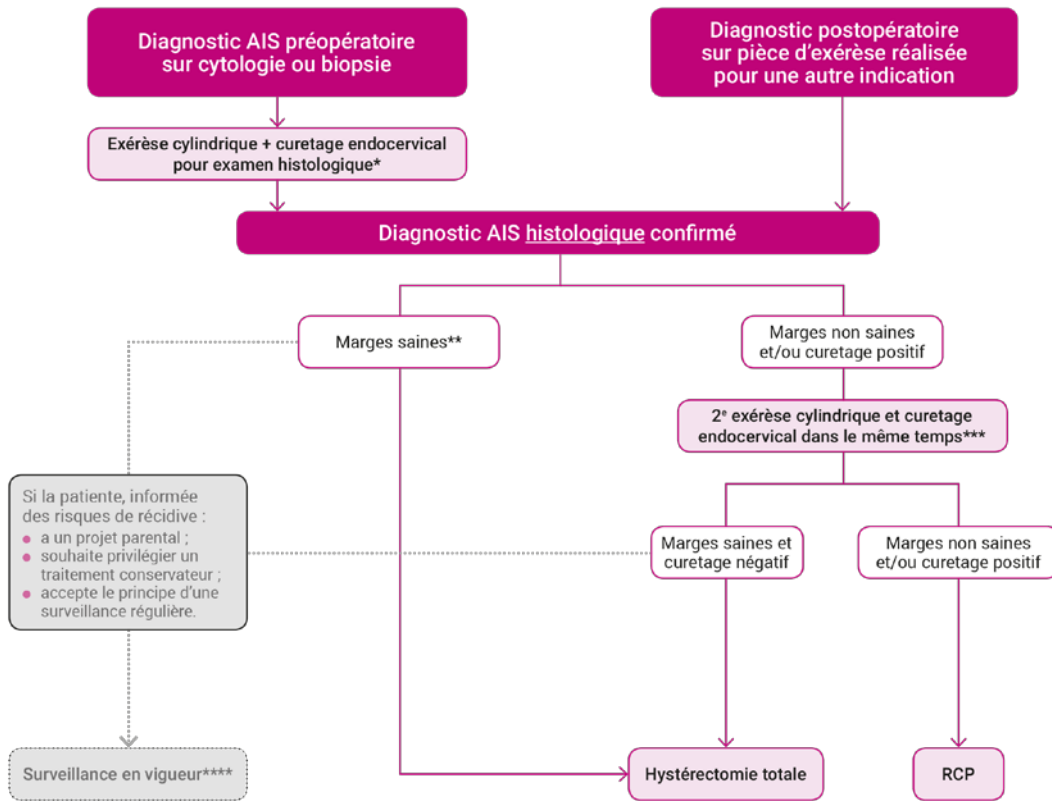 Diagnostic AIS préopératoire
sur cytologie ou biopsie
Diagnostic postopératoire
sur pièce d'exérèse réalisée
pour une autre indication
Exérèse cylindrique + curetage endocervical
pour examen histologique*
Diagnostic AIS histologique confirmé
Marges saines**
Marges non saines
et/ou curetage positif
2e exérèse cylindrique et curetage
endocervical dans le même temps***
Si la patiente, informée
des risques de récidive :
• a un projet parental ;
• souhaite privilégier un
traitement conservateur ;
• accepte le principe d'une
surveillance régulière.
Marges saines et
curetage négatif
Marges non saines
et/ou curetage positif
Surveillance en vigueur****
Hystérectomie totale
RCP